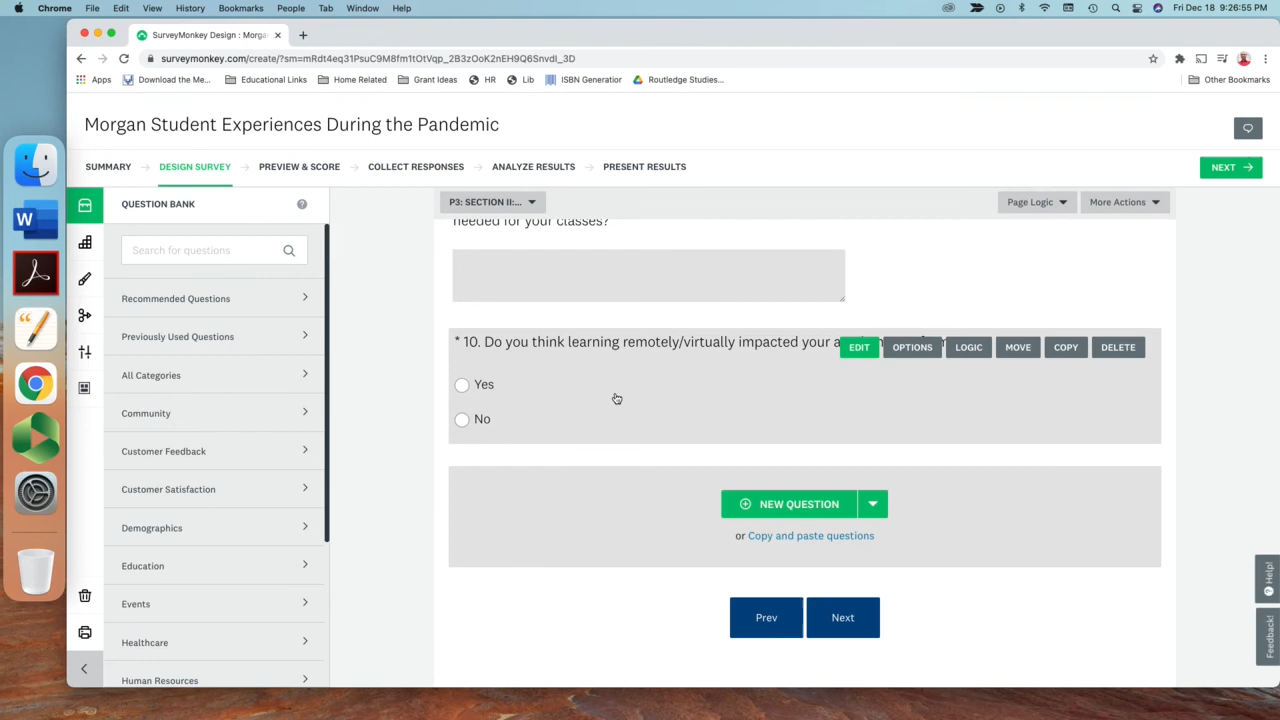 Chrome File Edit View History Bookmarks People Tab Window Help Fri Dec 18 9:26:55 PM
SurveyMonkey Design : Morga
surveymonkey.com/create/?sm=mRdt4eq31PsuC9M8fm1tOtVqp_2B3zOoK2nEH9Q6SnvdI_3D
Apps Download the Me... Educational Links Home Related Grant Ideas HR Lib ISBN Generatior Routledge Studies... Other Bookmarks
Morgan Student Experiences During the Pandemic
SUMMARY DESIGN SURVEY PREVIEW & SCORE COLLECT RESPONSES ANALYZE RESULTS PRESENT RESULTS NEXT
QUESTION BANK
Search for questions
Recommended Questions
Previously Used Questions
All Categories
Community
Customer Feedback
Customer Satisfaction
Demographics
Education
Events
Healthcare
Human Resources
P3: SECTION II:... Page Logic More Actions
needed for your classes?
* 10. Do you think learning remotely/virtually impacted your a
EDIT OPTIONS LOGIC MOVE COPY DELETE
Yes
No
NEW QUESTION
or Copy and paste questions
Prev Next
Help!
Feedback!
W